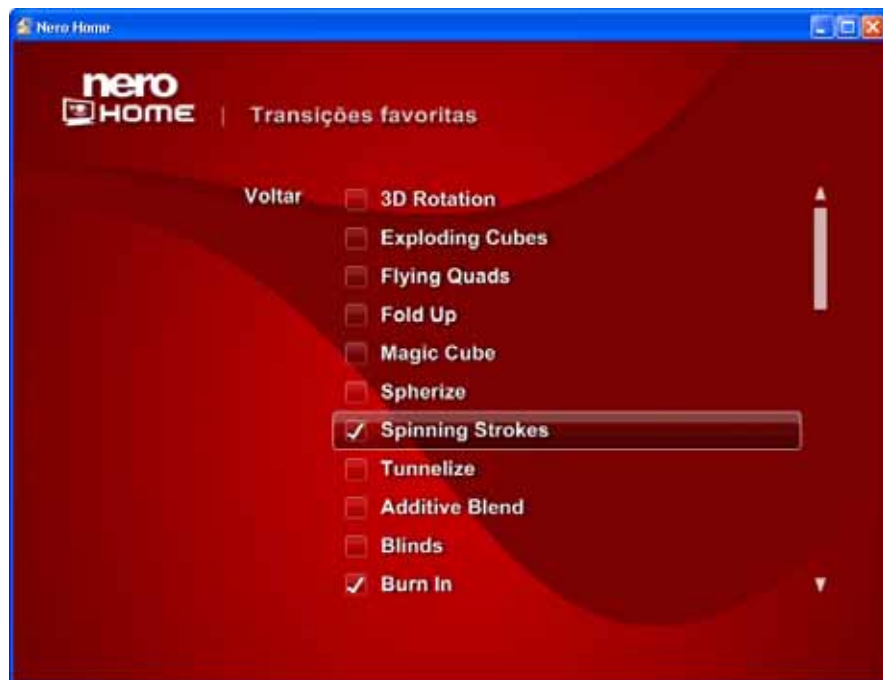 Nero Home
nero
HOME | Transições favoritas
Voltar
3D Rotation
Exploding Cubes
Flying Quads
Fold Up
Magic Cube
Spherize
Spinning Strokes
Tunnelize
Additive Blend
Blinds
Burn In